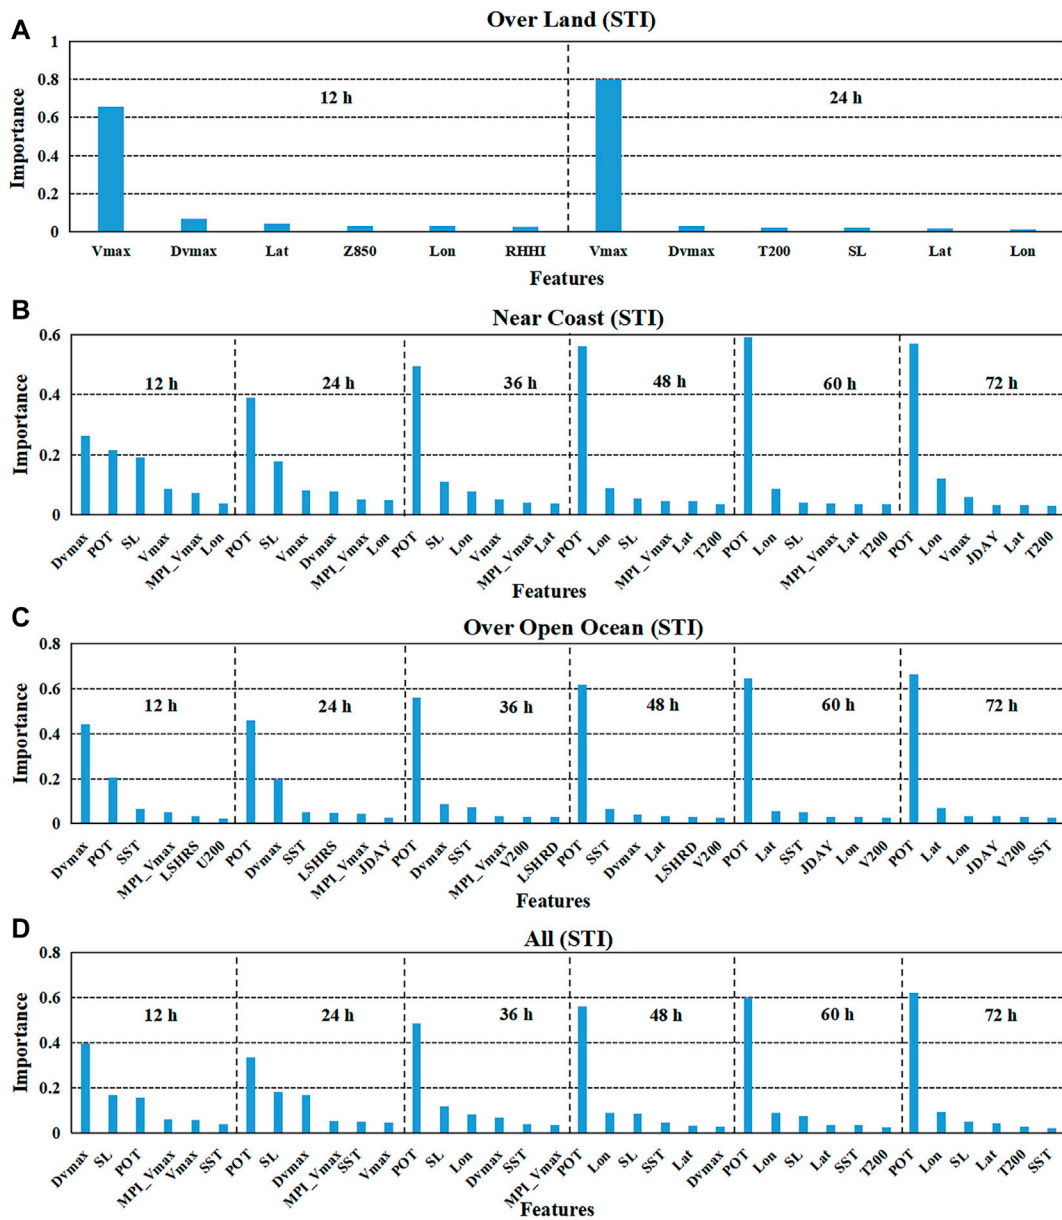 A
Over Land (STI)
Importance
1
0.8
0.6
0.4
0.2
0
12 h
24 h
Vmax Dvmax Lat Z850 Lon RHHI Vmax Dvmax T200 SL Lat Lon
Features
B
Near Coast (STI)
Importance
0.6
0.4
0.2
0
12 h
24 h
36 h
48 h
60 h
72 h
Dvmax POT SL Vmax MPI_Vmax Lon POT SL Vmax Dvmax MPI_Vmax Lon POT SL Lon Vmax MPI_Vmax Lat POT Lon SL MPI_Vmax Lat T200 POT Lon SL MPI_Vmax Lat T200 POT Lon Vmax JDAY Lat T200
Features
C
Over Open Ocean (STI)
Importance
0.8
0.6
0.4
0.2
0
12 h
24 h
36 h
48 h
60 h
72 h
Dvmax POT SST MPI_Vmax LSHRS U200 POT Dvmax SST LSHRS MPI_Vmax JDAY POT Dvmax SST MPI_Vmax V200 LSHRD POT SST Dvmax Lat LSHRD V200 POT Lat SST JDAY Lon V200 POT Lat Lon JDAY V200 SST
Features
D
All (STI)
Importance
0.8
0.6
0.4
0.2
0
12 h
24 h
36 h
48 h
60 h
72 h
Dvmax SL POT MPI_Vmax Vmax SST POT SL Dvmax MPI_Vmax SST Vmax POT SL Lon Dvmax SST MPI_Vmax POT Lon SL SST Lat Dvmax POT Lon SL Lat SST T200 POT Lon SL Lat T200 SST
Features